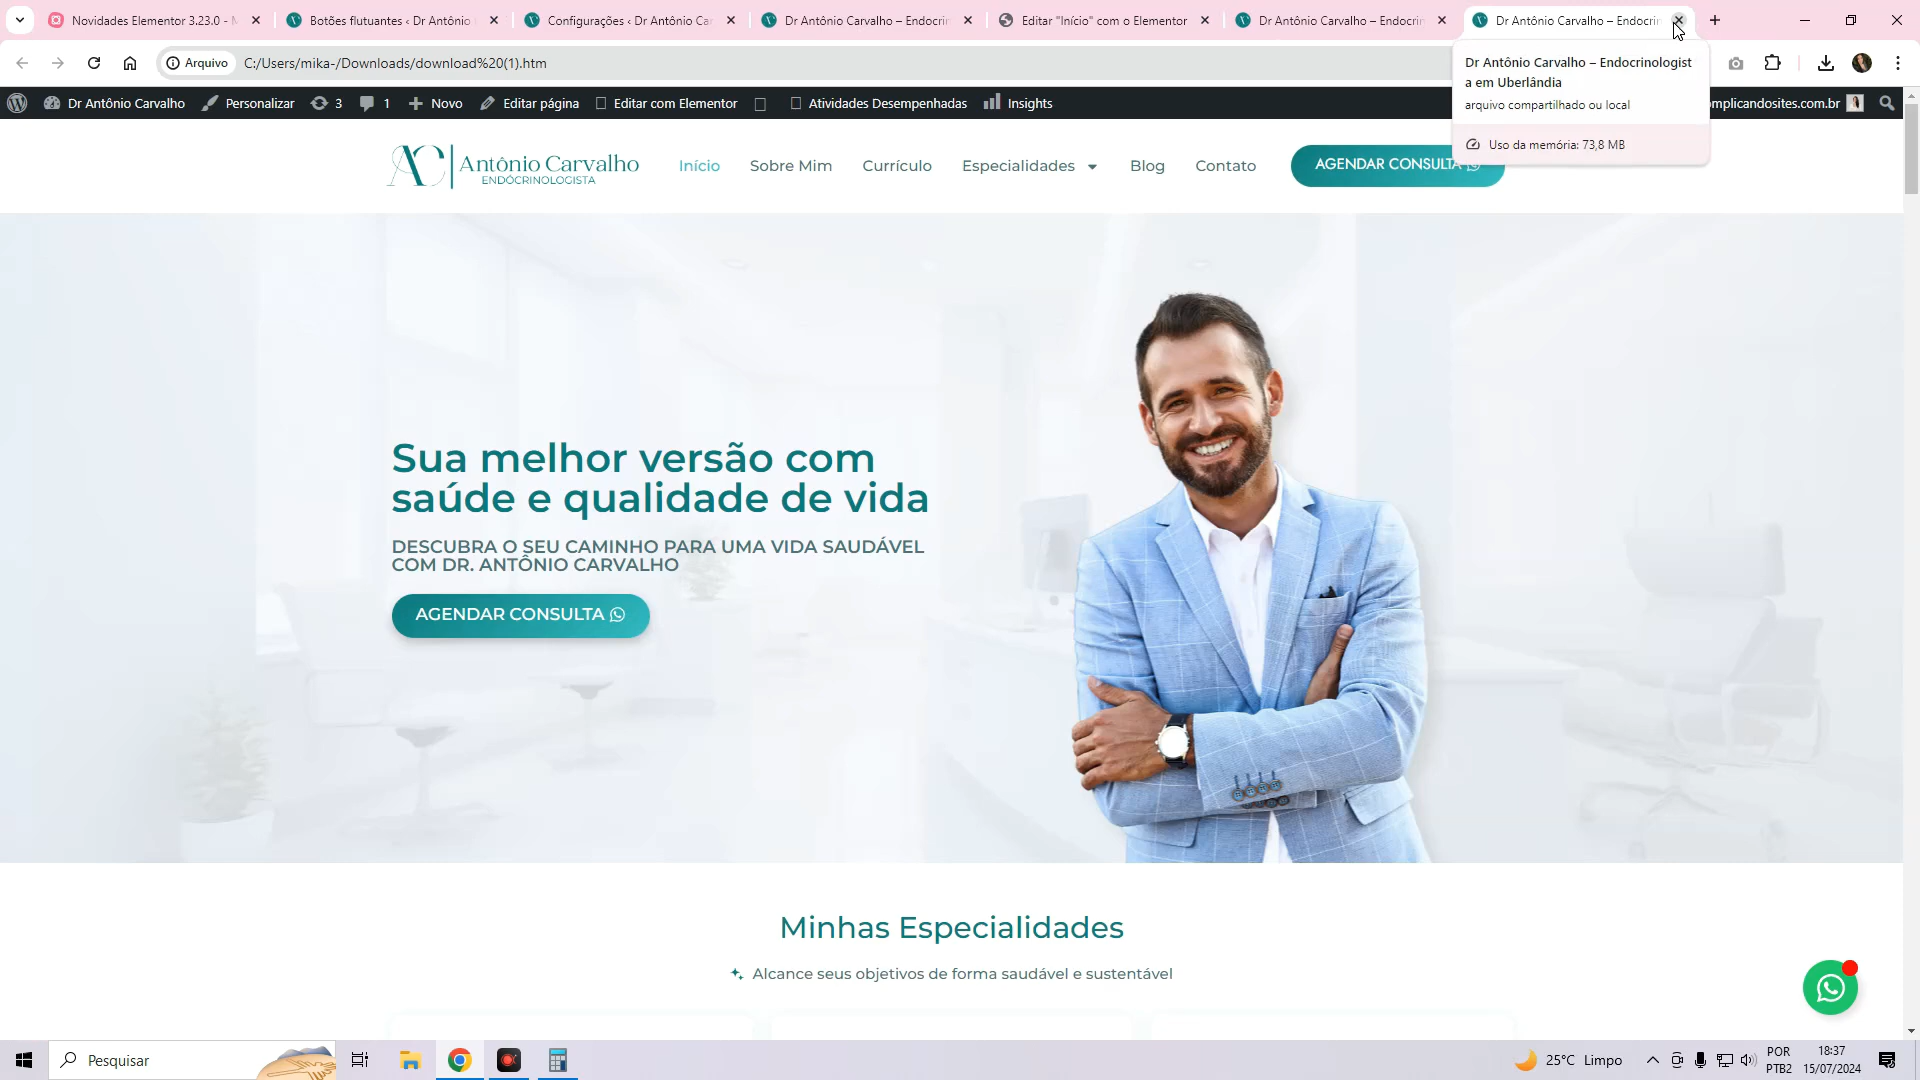 Novidades Elementor 3.23.0 -
Botões flutuantes ‹ Dr Antônio
Configurações ‹ Dr Antônio Car
Dr Antônio Carvalho – Endocrin
Editar "Início" com o Elementor
Dr Antônio Carvalho – Endocrin
Dr Antônio Carvalho – Endocrin
Arquivo
C:/Users/mika-/Downloads/download%20(1).htm
Dr Antônio Carvalho – Endocrinologist
a em Uberlândia
arquivo compartilhado ou local
Uso da memória: 73,8 MB
Dr Antônio Carvalho
Personalizar
3
1
Novo
Editar página
Editar com Elementor
Atividades Desempenhadas
Insights
omplicandosites.com.br
AC Antônio Carvalho
ENDOCRINOLOGISTA
Início
Sobre Mim
Currículo
Especialidades
Blog
Contato
AGENDAR CONSULTA
Sua melhor versão com
saúde e qualidade de vida
DESCUBRA O SEU CAMINHO PARA UMA VIDA SAUDÁVEL
COM DR. ANTÔNIO CARVALHO
AGENDAR CONSULTA
Minhas Especialidades
Alcance seus objetivos de forma saudável e sustentável
Pesquisar
25°C Limpo
POR
PTB2
18:37
15/07/2024